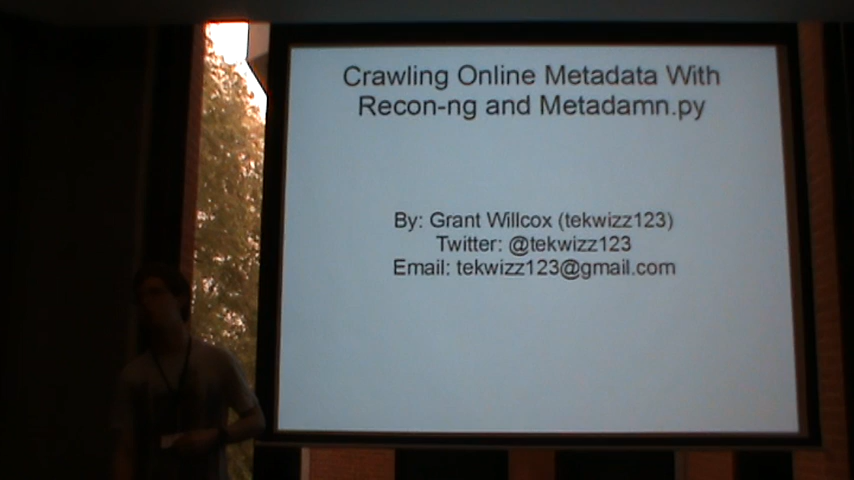 Crawling Online Metadata With
Recon-ng and Metadamn.py
By: Grant Willcox (tekwizz123)
Twitter: @tekwizz123
Email: tekwizz123@gmail.com